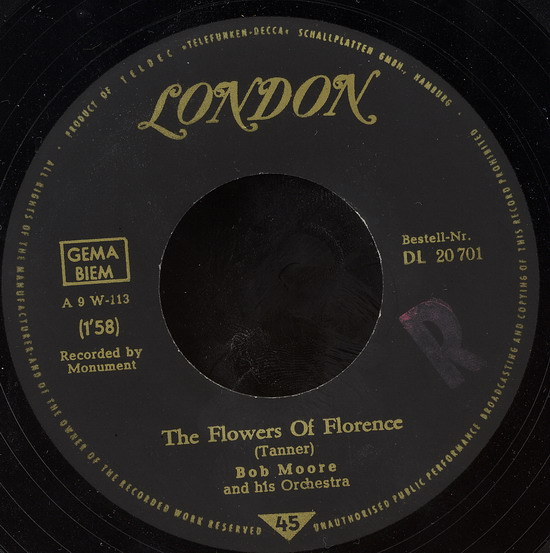 PRODUCT OF TELDEC »TELEFUNKEN-DECCA« SCHALLPLATTEN GMBH., HAMBURG ·
ALL RIGHTS OF THE MANUFACTURER AND OF THE OWNER OF THE RECORDED WORK RESERVED
UNAUTHORISED PUBLIC PERFORMANCE BROADCASTING AND COPYING OF THIS RECORD PROHIBITED
LONDON
GEMA
BIEM
A 9 W-113
(1'58)
Recorded by
Monument
Bestell-Nr.
DL 20 701
R
The Flowers Of Florence
(Tanner)
Bob Moore
and his Orchestra
45